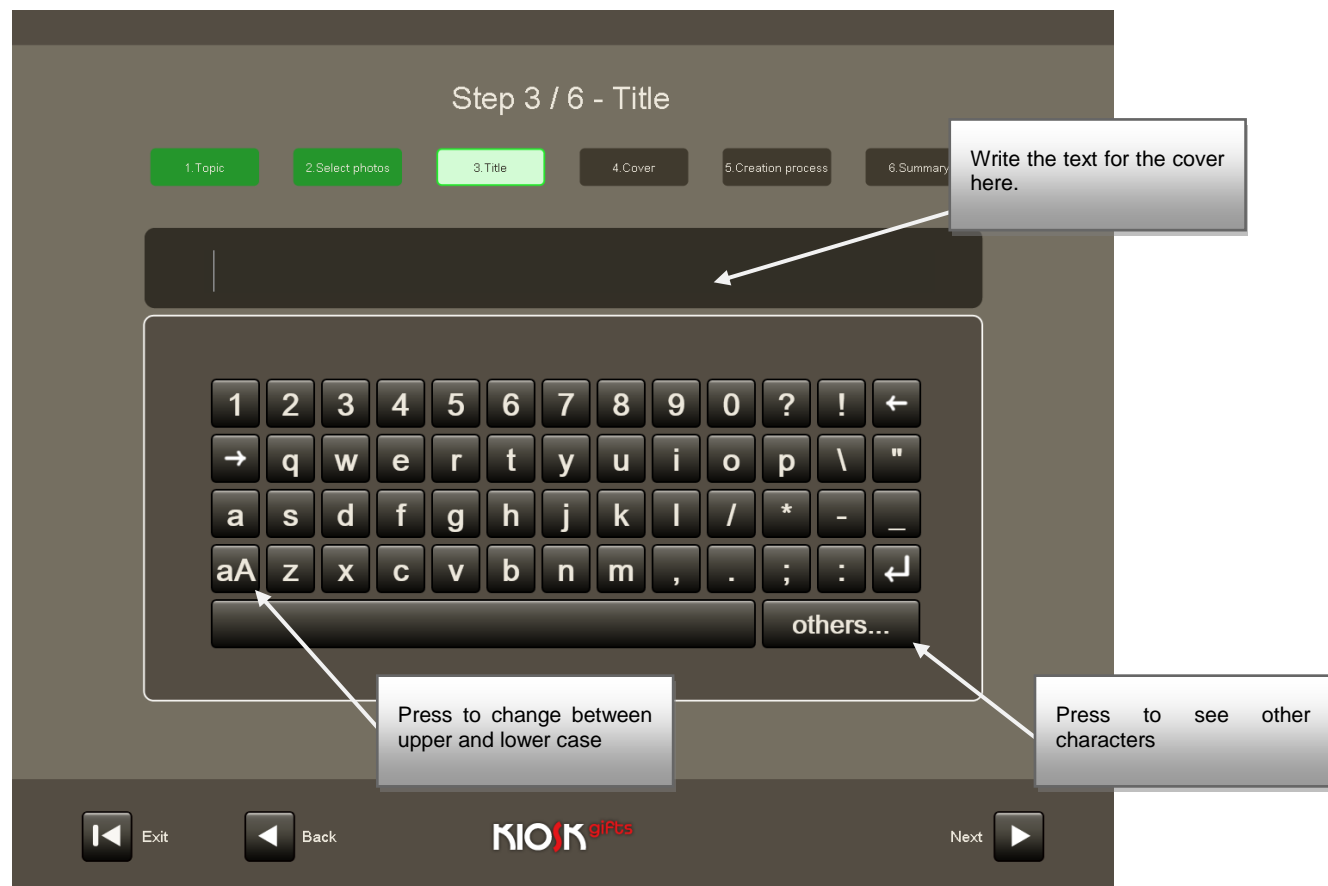 Step 3 / 6 - Title
1.Topic 2.Select photos 3.Title 4.Cover 5.Creation process 6.Summary
Write the text for the cover
here.
1 2 3 4 5 6 7 8 9 0 ? ! ←
→ q w e r t y u i o p \ "
a s d f g h j k l / * - _
aA z x c v b n m , . ; : ↵
others...
Press to change between
upper and lower case
Press to see other
characters
Exit Back KIOSK gifts Next